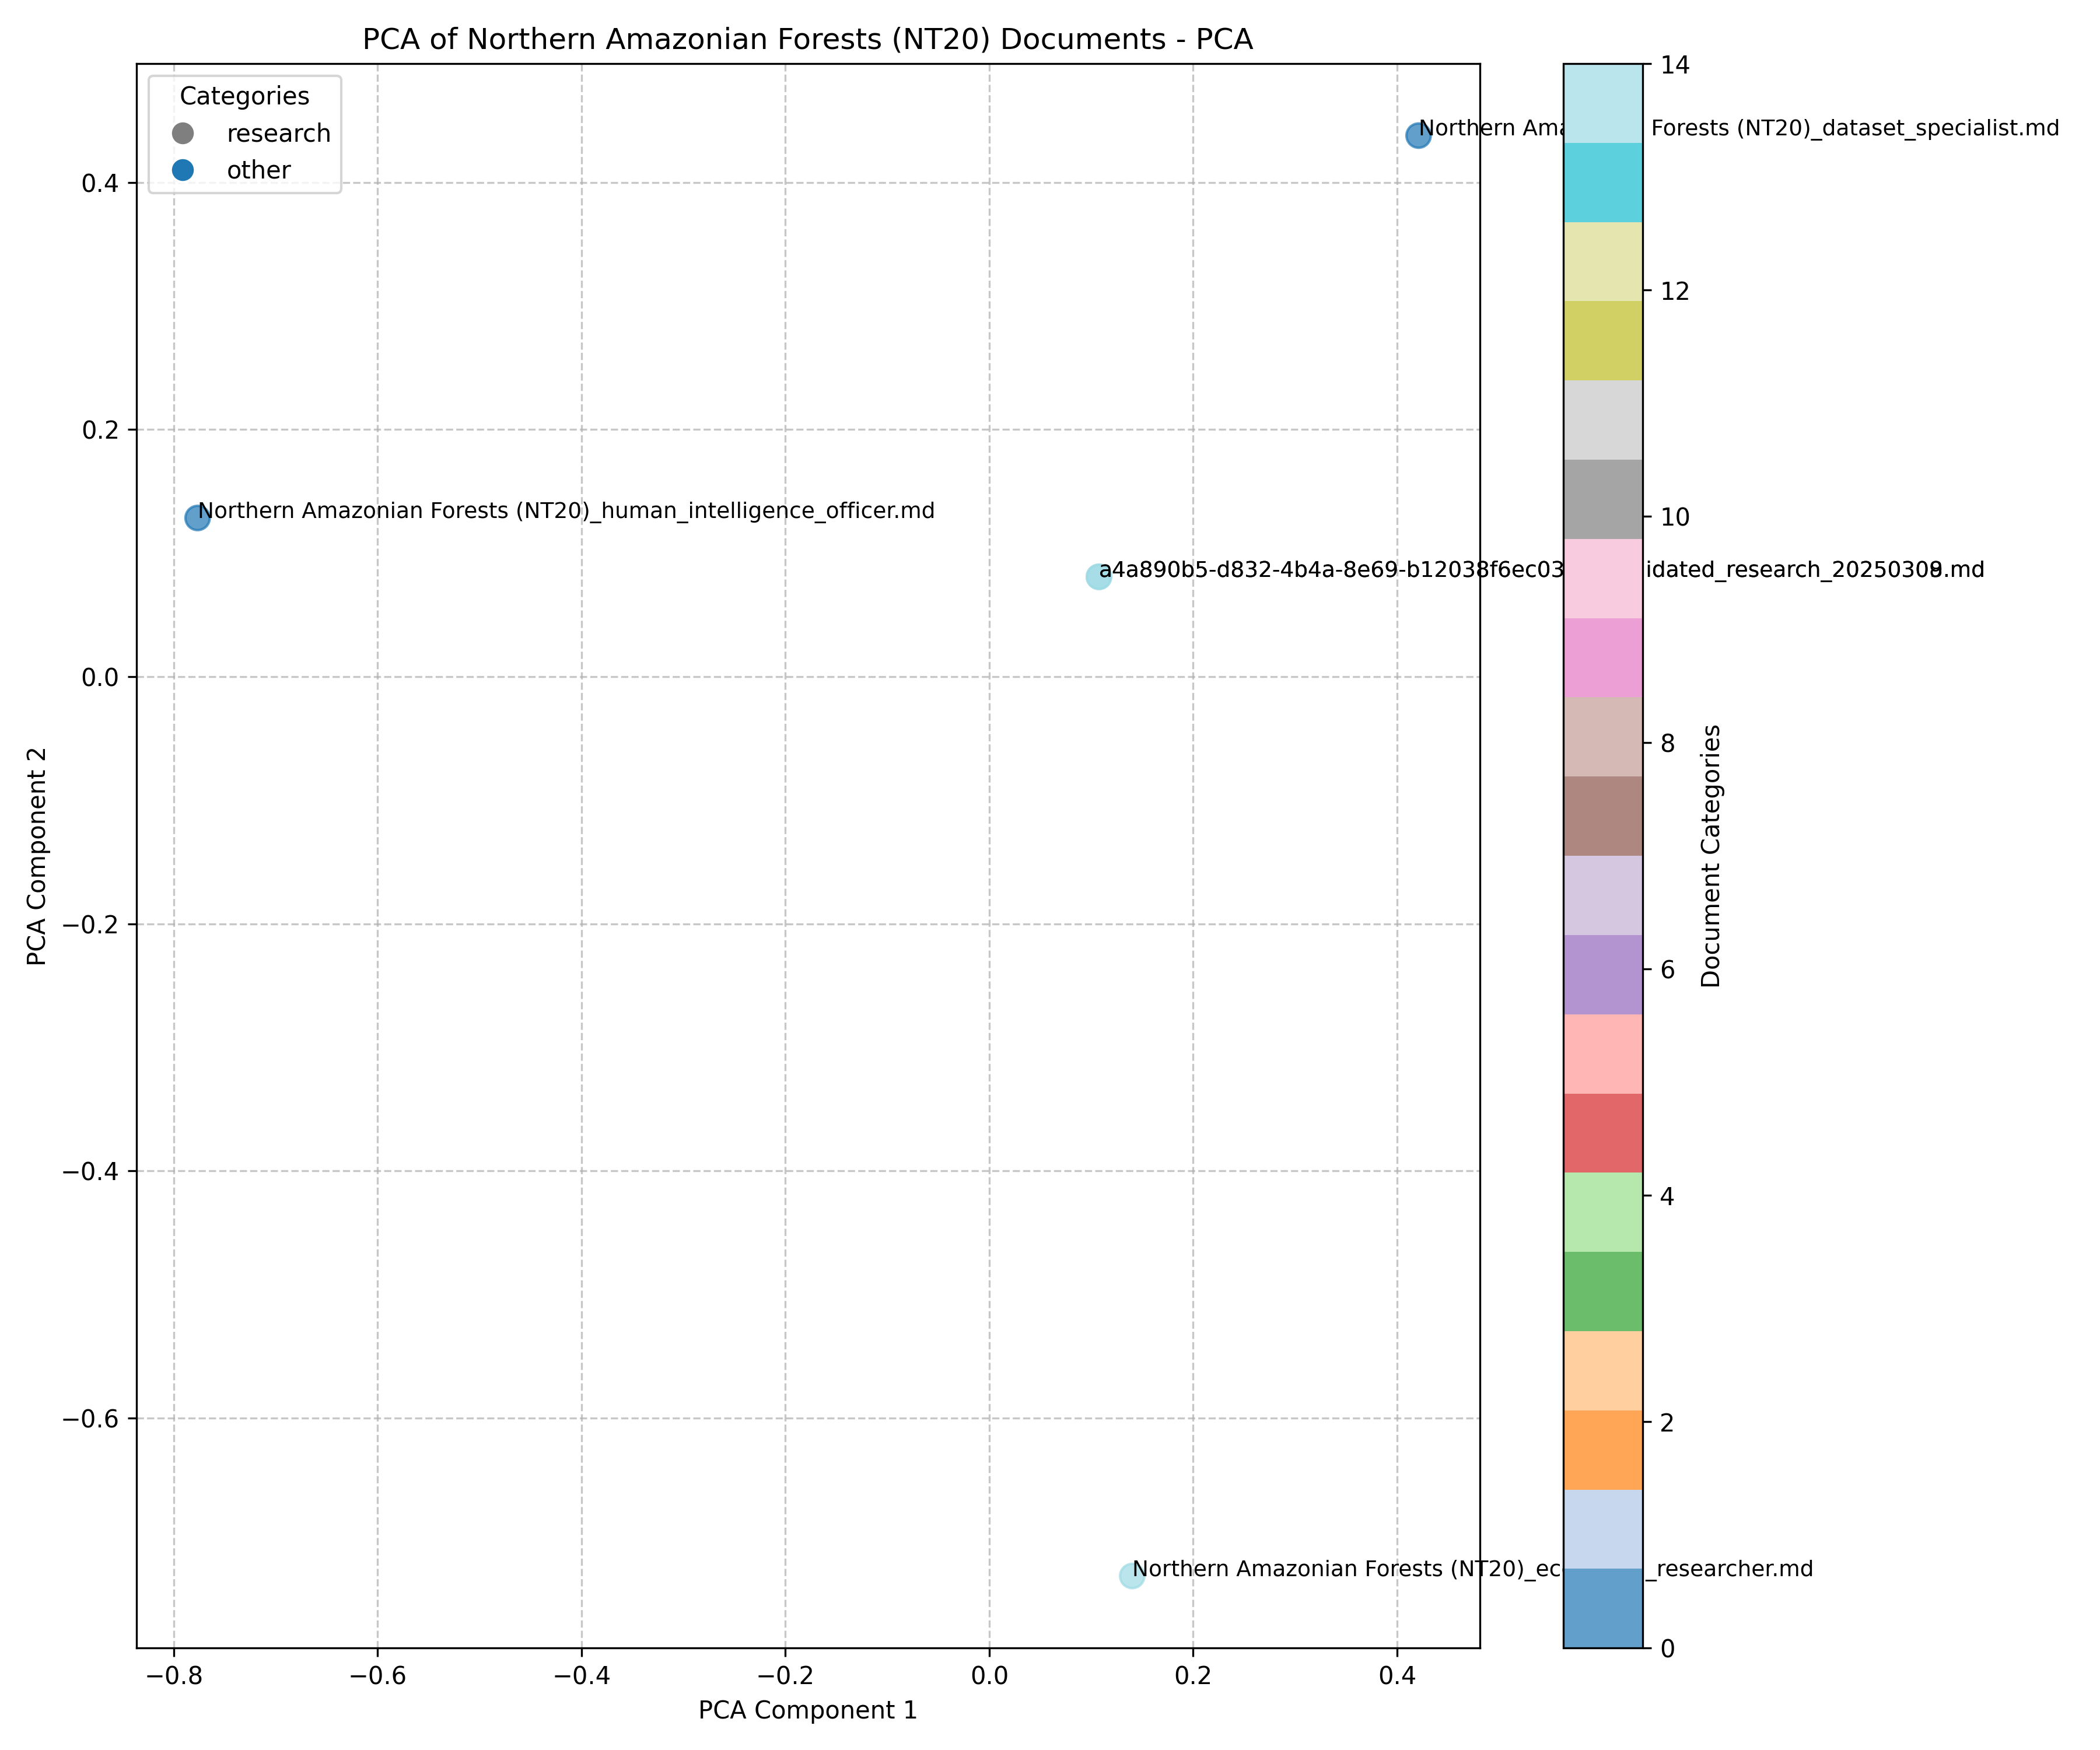 PCA of Northern Amazonian Forests (NT20) Documents - PCA
Categories
research
other
Northern Ama Forests (NT20)_dataset_specialist.md
Northern Amazonian Forests (NT20)_human_intelligence_officer.md
a4a890b5-d832-4b4a-8e69-b12038f6ec03 idated_research_2025030
Northern Amazonian Forests (NT20)_ec _researcher.md
0.4
0.2
0.0
−0.2
−0.4
−0.6
PCA Component 2
−0.8
−0.6
−0.4
−0.2
0.0
0.2
0.4
PCA Component 1
14
12
10
8
6
4
2
0
Document Categories